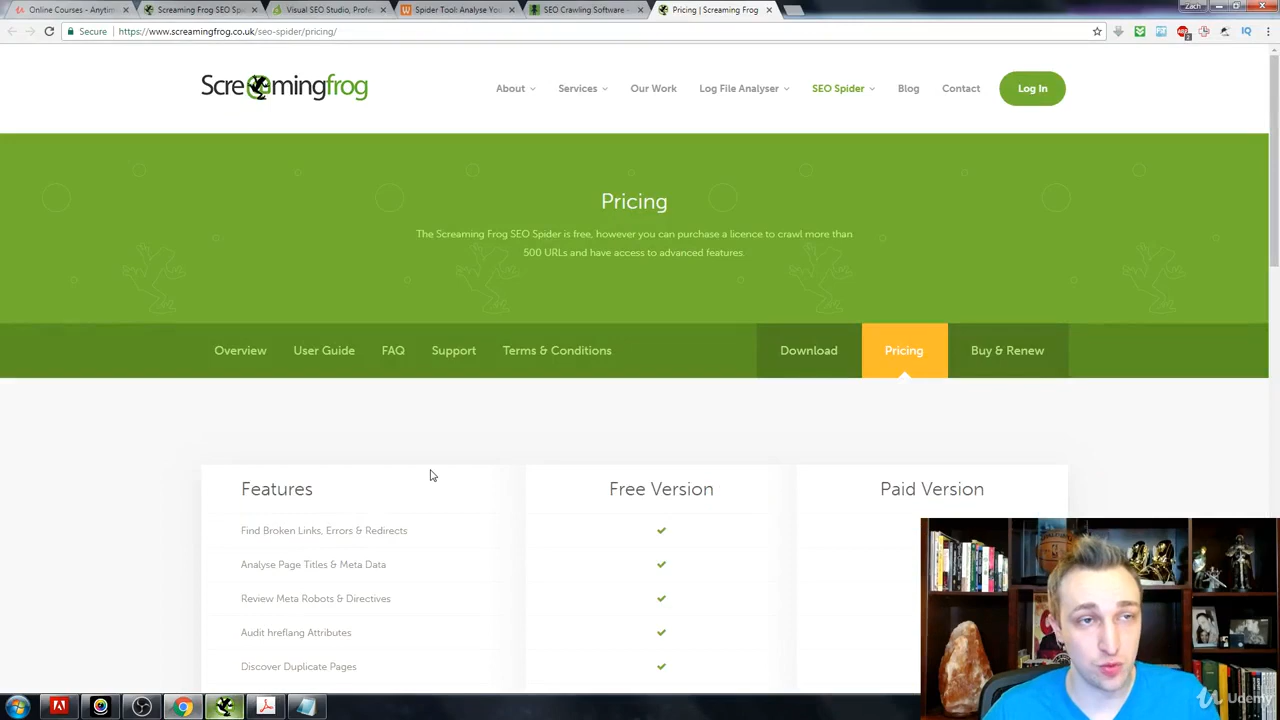 Online Courses - Anytim
Screaming Frog SEO Sp
Visual SEO Studio, Profes
Spider Tool: Analyse You
SEO Crawling Software -
Pricing | Screaming Frog
Zach
Secure
https://www.screamingfrog.co.uk/seo-spider/pricing/
Screamingfrog
About
Services
Our Work
Log File Analyser
SEO Spider
Blog
Contact
Log In
Pricing
The Screaming Frog SEO Spider is free, however you can purchase a licence to crawl more than
500 URLs and have access to advanced features.
Overview
User Guide
FAQ
Support
Terms & Conditions
Download
Pricing
Buy & Renew
Features
Free Version
Paid Version
Find Broken Links, Errors & Redirects
Analyse Page Titles & Meta Data
Review Meta Robots & Directives
Audit hreflang Attributes
Discover Duplicate Pages
Udemy